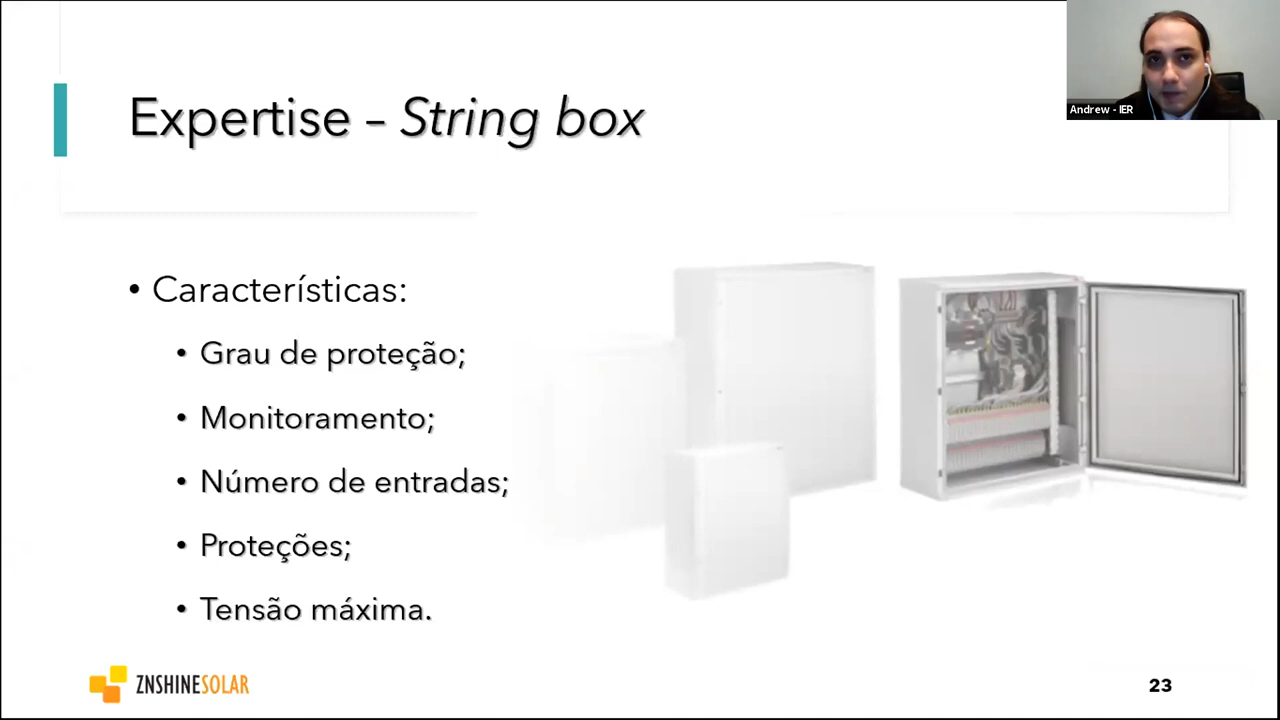 Andrew - IER
Expertise – String box
• Características:
• Grau de proteção;
• Monitoramento;
• Número de entradas;
• Proteções;
• Tensão máxima.
ZNSHINESOLAR
23